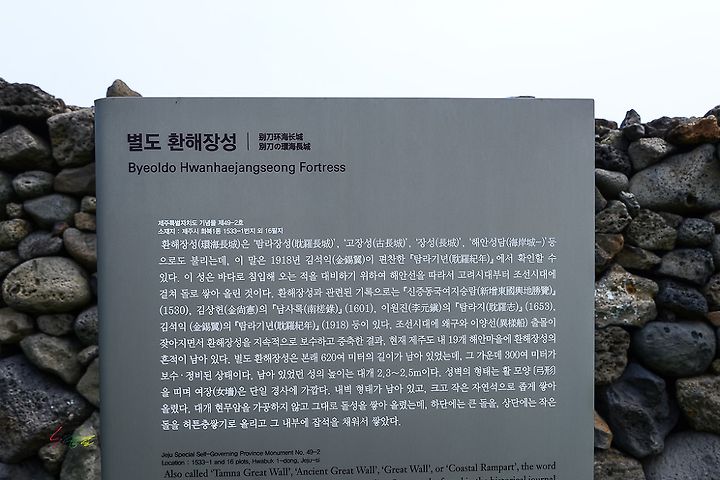 별도 환해장성
别刀环海长城
別刀の環海長城
Byeoldo Hwanhaejangseong Fortress
제주특별자치도 기념물 제49-2호
소재지 : 제주시 화북1동 1533-1번지 외 16필지
환해장성(環海長城)은 '탐라장성(耽羅長城)', '고장성(古長城)', '장성(長城)', '해안성담(海岸城-)'등
으로도 불리는데, 이 말은 1918년 김석익(金錫翼)이 편찬한 『탐라기년(耽羅紀年)』에서 확인할 수
있다. 이 성은 바다로 침입해 오는 적을 대비하기 위하여 해안선을 따라서 고려시대부터 조선시대에
걸쳐 돌로 쌓아 올린 것이다. 환해장성과 관련된 기록으로는 『신증동국여지승람(新增東國輿地勝覽)』
(1530), 김상헌(金尙憲)의 『남사록(南槎錄)』(1601), 이원진(李元鎭)의 『탐라지(耽羅志)』(1653),
김석익 (金錫翼)의 『탐라기년(耽羅紀年)』(1918) 등이 있다. 조선시대에 왜구와 이양선(異樣船) 출몰이
잦아지면서 환해장성을 지속적으로 보수하고 증축한 결과, 현재 제주도 내 19개 해안마을이 환해장성의
흔적이 남아 있다. 별도 환해장성은 본래 620여 미터의 길이가 남아 있었는데, 그 가운데 300여 미터가
보수·정비된 상태이다. 남아 있었던 성의 높이는 대개 2.3~2.5m이다. 성벽의 형태는 활 모양 (弓形)
을 띠며 여장(女墻)은 단일 경사에 가깝다. 내벽 형태가 남아 있고, 크고 작은 자연석으로 좁게 쌓아
올렸다. 대개 현무암을 가공하지 않고 그대로 돌성을 쌓아 올렸는데, 하단에는 큰 돌을, 상단에는 작은
돌을 허튼층쌓기로 올리고 그 내부에 잡석을 채워서 쌓았다.
Jeju Special Self-Governing Province Monument No. 49-2
Location : 1533-1 and 16 plots, Hwabuk 1-dong, Jeju-si
Also called 'Tamna Great Wall', 'Ancient Great Wall', 'Great Wall', or 'Coastal Rampart', the word